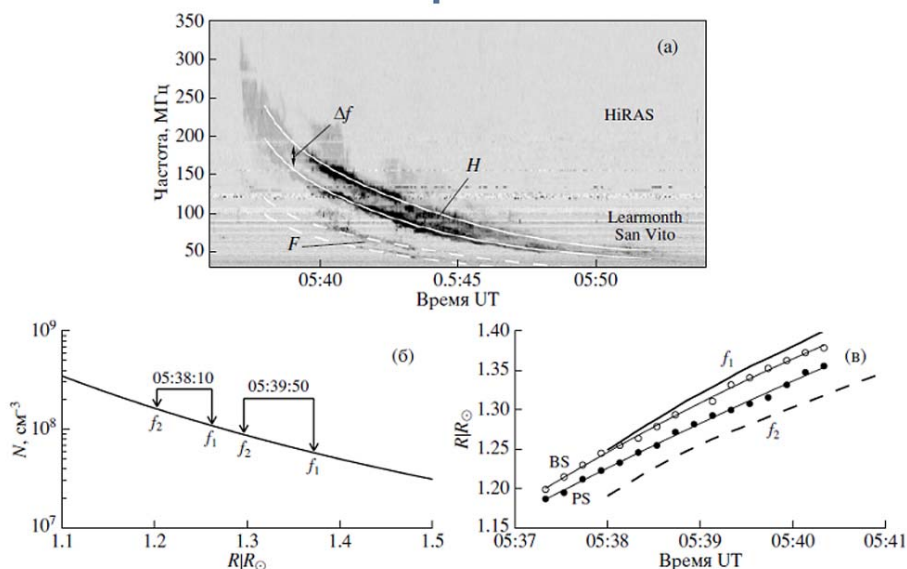 350
(а)
300
250
Δf
HiRAS
200
H
150
100
Learmonth
San Vito
F
50
05:40
0.5:45
05:50
Частота, МГц
Время UT
10⁹
(б)
05:38:10
05:39:50
10⁸
f₂
f₁
f₂
f₁
10⁷
1.1
1.2
1.3
1.4
1.5
N, см⁻³
R|R☉
1.40
(в)
f₁
1.35
1.30
f₂
1.25
BS
1.20
PS
1.15
05:37
05:38
05:39
05:40
05:41
R|R☉
Время UT